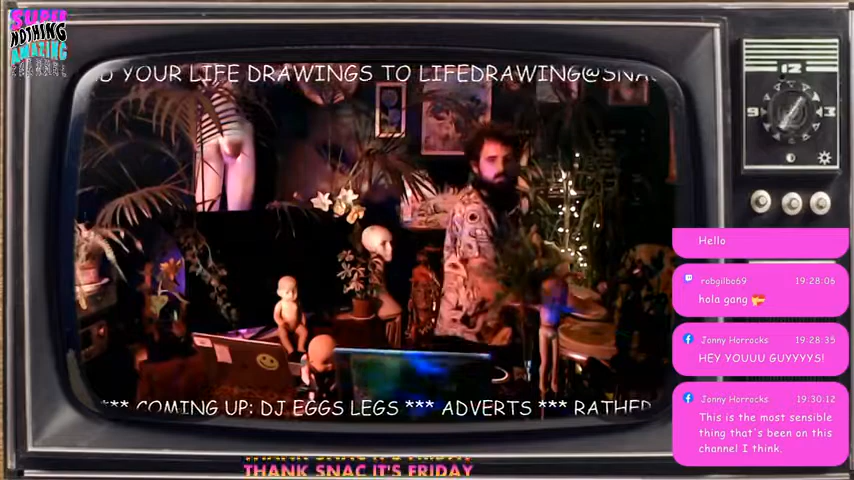 SUPER
NOTHING
AMAZING
YOUR LIFE DRAWINGS TO LIFEDRAWING@SNA
12
9
3
Hello
robgilbo69 19:28:06
hola gang
Jonny Horrocks 19:28:35
HEY YOUUU GUYYYYS!
Jonny Horrocks 19:30:12
This is the most sensible
thing that's been on this
channel I think.
*** COMING UP: DJ EGGS LEGS *** ADVERTS *** RATHER
THANK SNAC IT'S FRIDAY